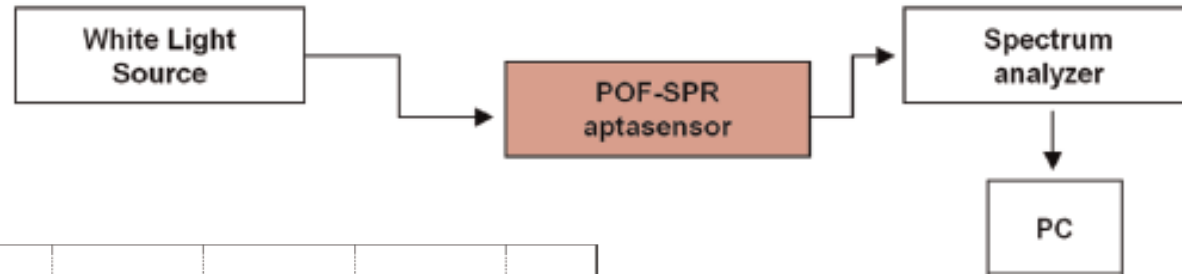 White Light
Source
POF-SPR
aptasensor
Spectrum
analyzer
PC